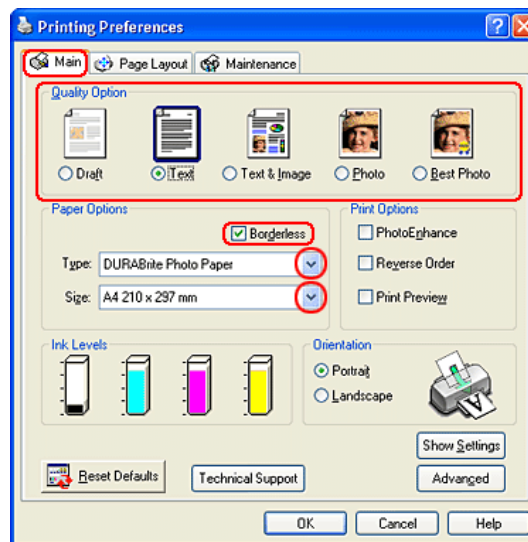 Printing Preferences
Main
Page Layout
Maintenance
Quality Option
Draft
Text
Text & Image
Photo
Best Photo
Paper Options
Borderless
Type: DURABrite Photo Paper
Size: A4 210 x 297 mm
Print Options
PhotoEnhance
Reverse Order
Print Preview
Ink Levels
Orientation
Portrait
Landscape
A
Show Settings
Reset Defaults
Technical Support
Advanced
OK
Cancel
Help